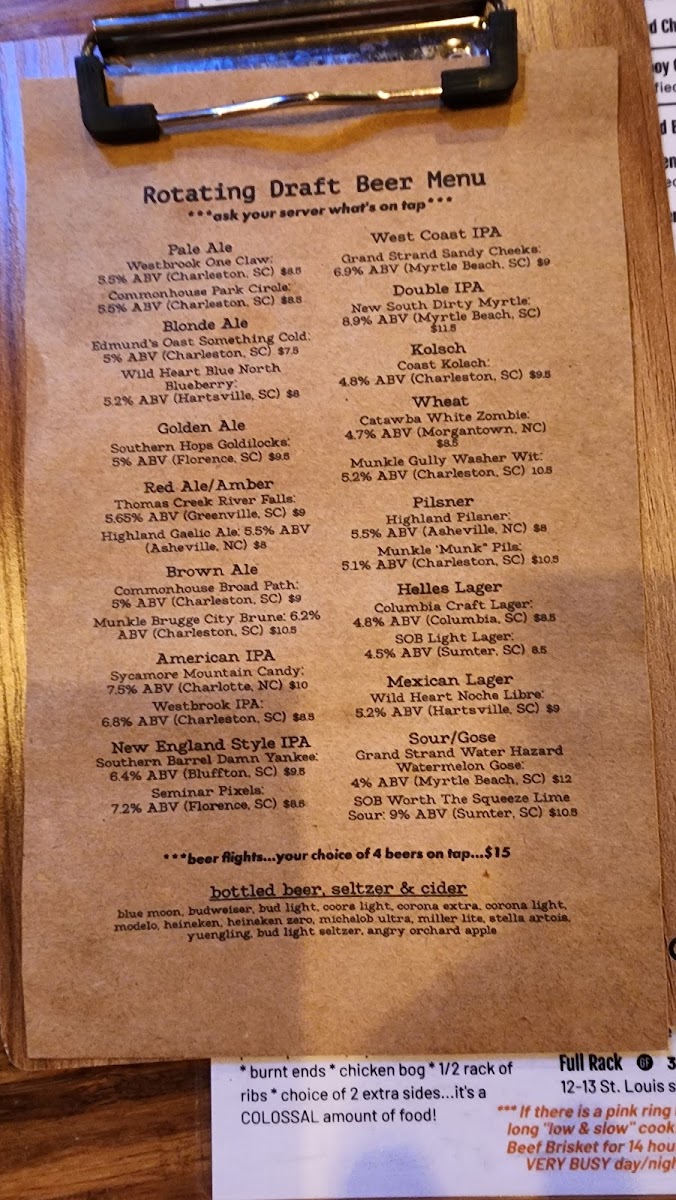 Rotating Draft Beer Menu
***ask your server what's on tap***
Pale Ale
Westbrook One Claw:
5.5% ABV (Charleston, SC) $8.5
Commonhouse Park Circle:
5.5% ABV (Charleston, SC) $8.5
Blonde Ale
Edmund's Oast Something Cold:
5% ABV (Charleston, SC) $7.5
Wild Heart Blue North
Blueberry:
5.2% ABV (Hartsville, SC) $8
Golden Ale
Southern Hops Goldilocks:
5% ABV (Florence, SC) $9.5
Red Ale/Amber
Thomas Creek River Falls:
5.65% ABV (Greenville, SC) $9
Highland Gaelic Ale: 5.5% ABV
(Asheville, NC) $8
Brown Ale
Commonhouse Broad Path:
5% ABV (Charleston, SC) $9
Munkle Brugge City Brune: 6.2%
ABV (Charleston, SC) $10.5
American IPA
Sycamore Mountain Candy:
7.5% ABV (Charlotte, NC) $10
Westbrook IPA:
6.8% ABV (Charleston, SC) $8.5
New England Style IPA
Southern Barrel Damn Yankee:
6.4% ABV (Bluffton, SC) $9.5
Seminar Pixels:
7.2% ABV (Florence, SC) $8.5
West Coast IPA
Grand Strand Sandy Cheeks:
6.9% ABV (Myrtle Beach, SC) $9
Double IPA
New South Dirty Myrtle:
8.9% ABV (Myrtle Beach, SC)
$11.5
Kolsch
Coast Kolsch:
4.8% ABV (Charleston, SC) $9.5
Wheat
Catawba White Zombie:
4.7% ABV (Morgantown, NC)
$8.5
Munkle Gully Washer Wit:
5.2% ABV (Charleston, SC) 10.5
Pilsner
Highland Pilsner:
5.5% ABV (Asheville, NC) $8
Munkle 'Munk" Pils:
5.1% ABV (Charleston, SC) $10.5
Helles Lager
Columbia Craft Lager:
4.8% ABV (Columbia, SC) $8.5
SOB Light Lager:
4.5% ABV (Sumter, SC) 8.5
Mexican Lager
Wild Heart Noche Libre:
5.2% ABV (Hartsville, SC) $9
Sour/Gose
Grand Strand Water Hazard
Watermelon Gose:
4% ABV (Myrtle Beach, SC) $12
SOB Worth The Squeeze Lime
Sour: 9% ABV (Sumter, SC) $10.5
***beer flights...your choice of 4 beers on tap...$15
bottled beer, seltzer & cider
blue moon, budweiser, bud light, coors light, corona extra, corona light,
modelo, heineken, heineken zero, michelob ultra, miller lite, stella artois,
yuengling, bud light seltzer, angry orchard apple
* burnt ends * chicken bog * 1/2 rack of
ribs * choice of 2 extra sides...it's a
COLOSSAL amount of food!
Full Rack GF 3
12-13 St. Louis s
*** If there is a pink ring
long "low & slow" cook
Beef Brisket for 14 hou
VERY BUSY day/nigh